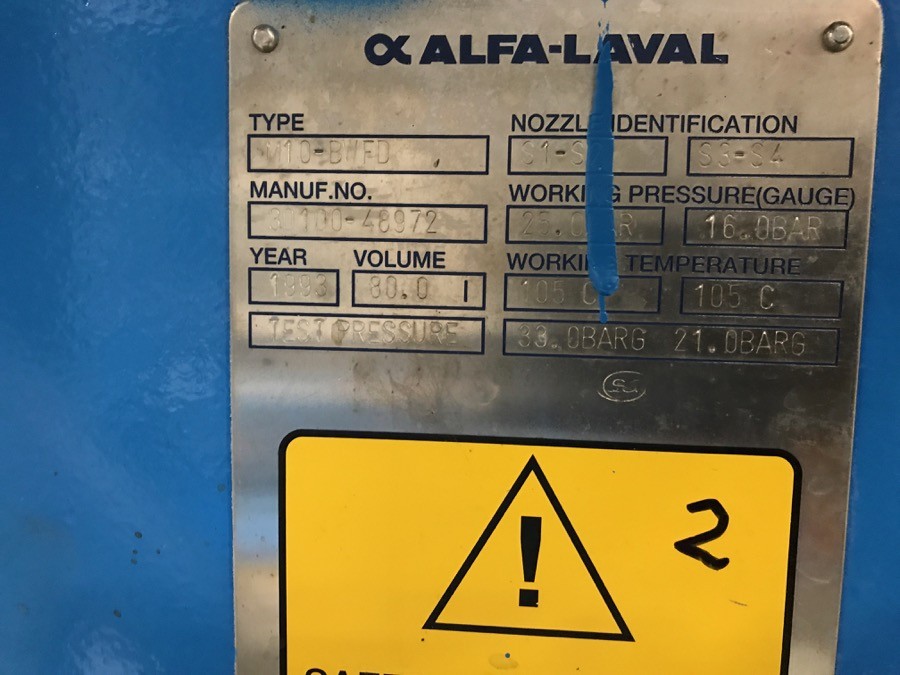 α ALFA-LAVAL
TYPE
NOZZLE IDENTIFICATION
M10-BWFD
S3-S4
MANUF.NO.
WORKING PRESSURE(GAUGE)
16.0BAR
YEAR VOLUME
WORKING TEMPERATURE
1993 80.0 l
105 C 105 C
TEST PRESSURE
33.0BARG 21.0BARG
!
2